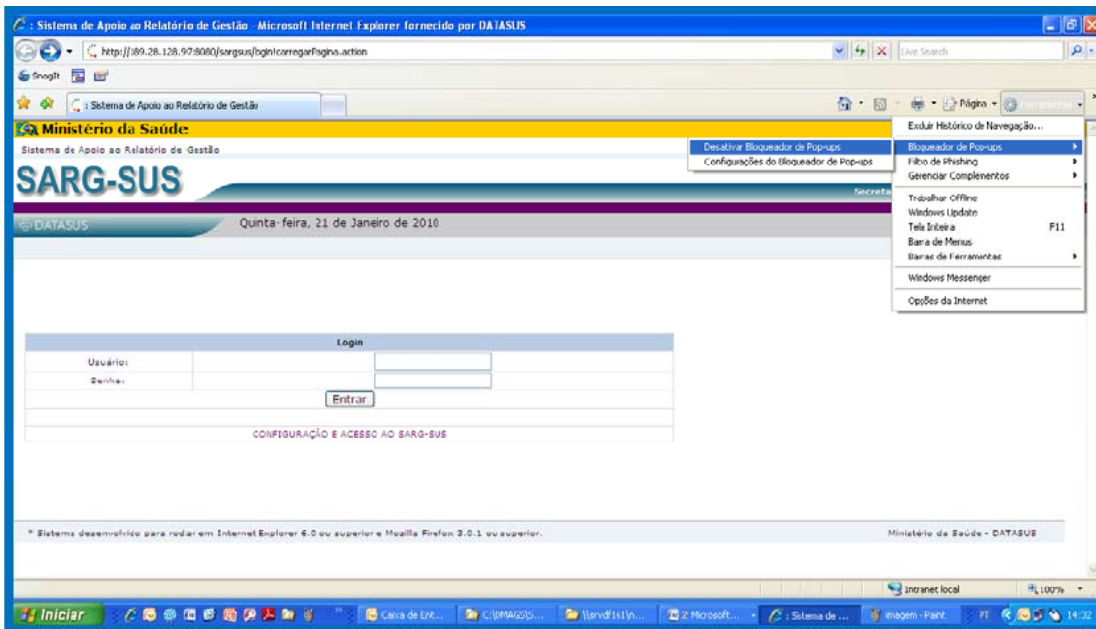 : Sistema de Apoio ao Relatório de Gestão - Microsoft Internet Explorer fornecido por DATASUS
http://189.28.128.97:8080/sargsus/login!carregarPagina.action
Live Search
SnagIt
: Sistema de Apoio ao Relatório de Gestão
Página
Ferramentas
Ministério da Saúde
Sistema de Apoio ao Relatório de Gestão
SARG-SUS
Secreta
DATASUS
Quinta-feira, 21 de Janeiro de 2010
Excluir Histórico de Navegação...
Bloqueador de Pop-ups
Desativar Bloqueador de Pop-ups
Configurações do Bloqueador de Pop-ups
Filtro de Phishing
Gerenciar Complementos
Trabalhar Offline
Windows Update
Tela Inteira F11
Barra de Menus
Barras de Ferramentas
Windows Messenger
Opções da Internet
Login
Usuário:
Senha:
Entrar
CONFIGURAÇÃO E ACESSO AO SARG-SUS
* Sistema desenvolvido para rodar em Internet Explorer 6.0 ou superior e Mozilla Firefox 3.0.1 ou superior.
Ministério da Saúde - DATASUS
Intranet local
100%
Iniciar
Caixa de Ent...
2 Microsoft...
: Sistema de ...
imagem - Paint
PT
14:32